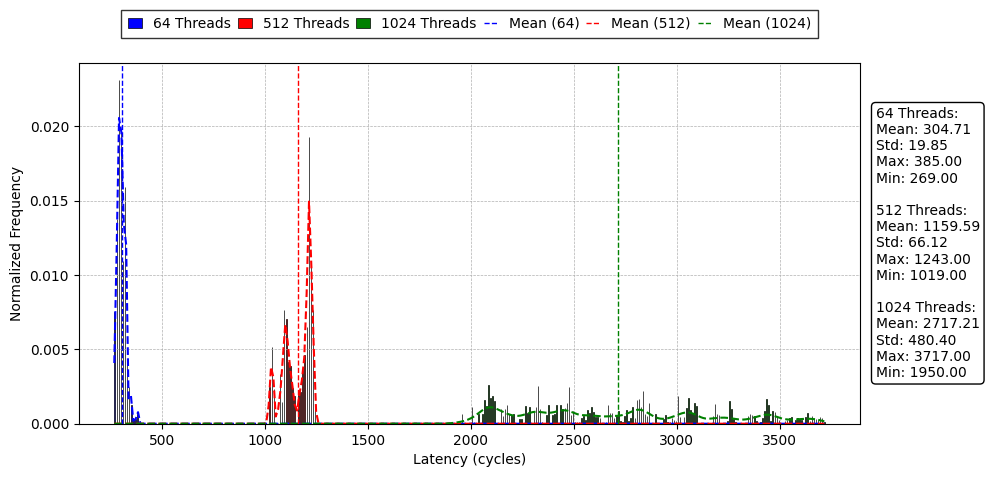 64 Threads 512 Threads 1024 Threads Mean (64) Mean (512) Mean (1024)
0.020
0.015
0.010
0.005
0.000
Normalized Frequency
500 1000 1500 2000 2500 3000 3500
Latency (cycles)
64 Threads:
Mean: 304.71
Std: 19.85
Max: 385.00
Min: 269.00
512 Threads:
Mean: 1159.59
Std: 66.12
Max: 1243.00
Min: 1019.00
1024 Threads:
Mean: 2717.21
Std: 480.40
Max: 3717.00
Min: 1950.00